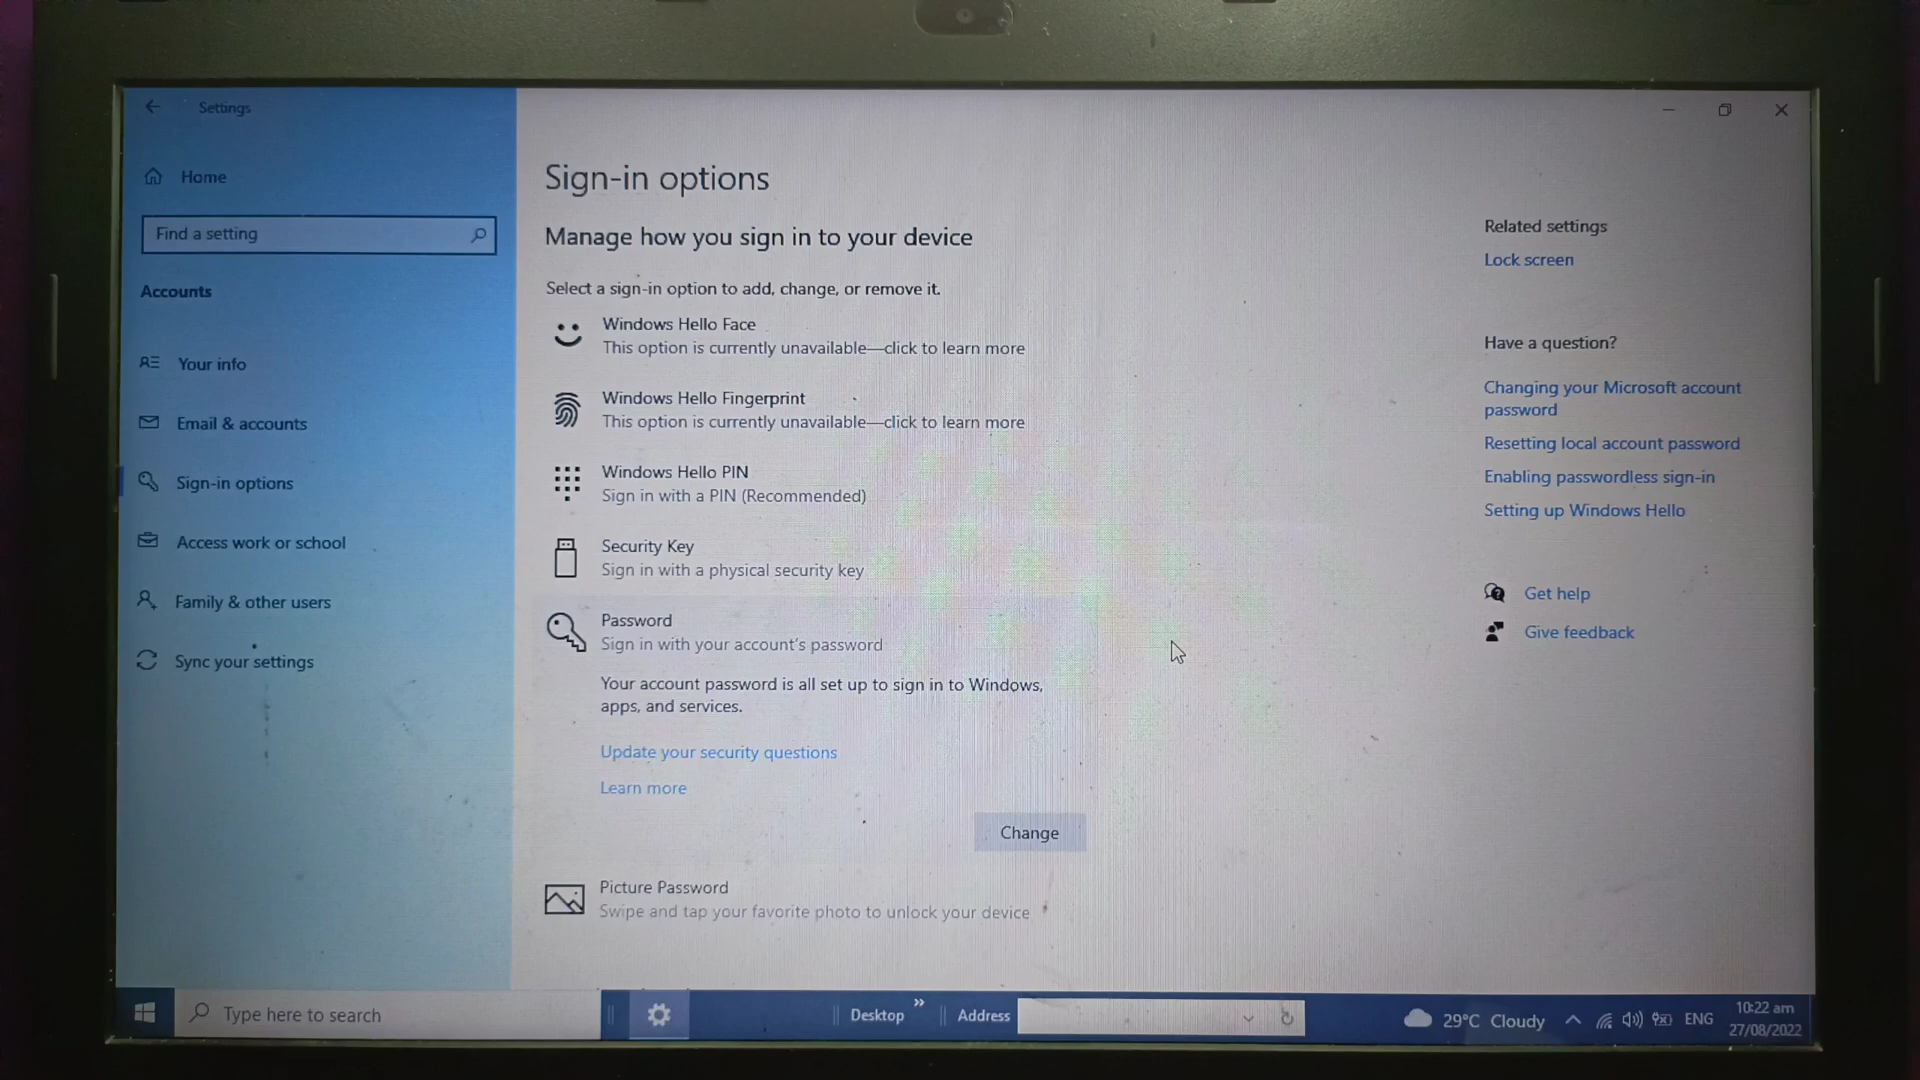 Settings
Home
Find a setting
Accounts
Your info
Email & accounts
Sign-in options
Access work or school
Family & other users
Sync your settings
Sign-in options
Manage how you sign in to your device
Select a sign-in option to add, change, or remove it.
Windows Hello Face
This option is currently unavailable—click to learn more
Windows Hello Fingerprint
This option is currently unavailable—click to learn more
Windows Hello PIN
Sign in with a PIN (Recommended)
Security Key
Sign in with a physical security key
Password
Sign in with your account's password
Your account password is all set up to sign in to Windows,
apps, and services.
Update your security questions
Learn more
Change
Picture Password
Swipe and tap your favorite photo to unlock your device
Related settings
Lock screen
Have a question?
Changing your Microsoft account
password
Resetting local account password
Enabling passwordless sign-in
Setting up Windows Hello
Get help
Give feedback
Type here to search
Desktop
Address
29°C Cloudy
ENG
10:22 am
27/08/2022